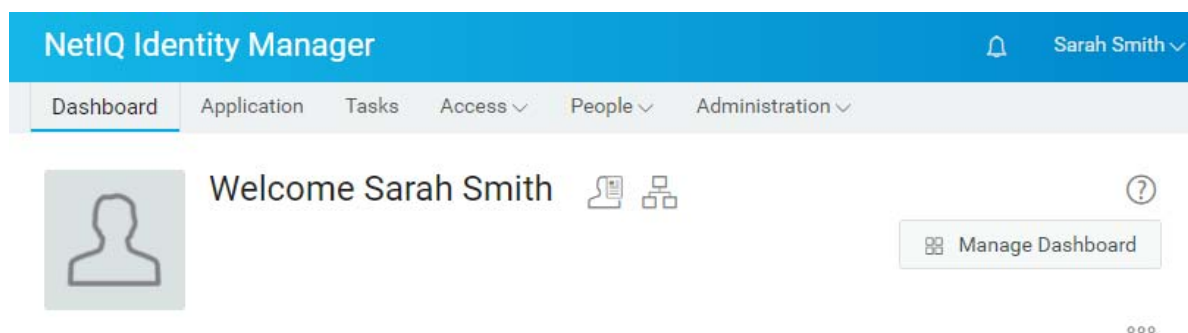 NetIQ Identity Manager
Sarah Smith
Dashboard Application Tasks Access People Administration
Welcome Sarah Smith
Manage Dashboard